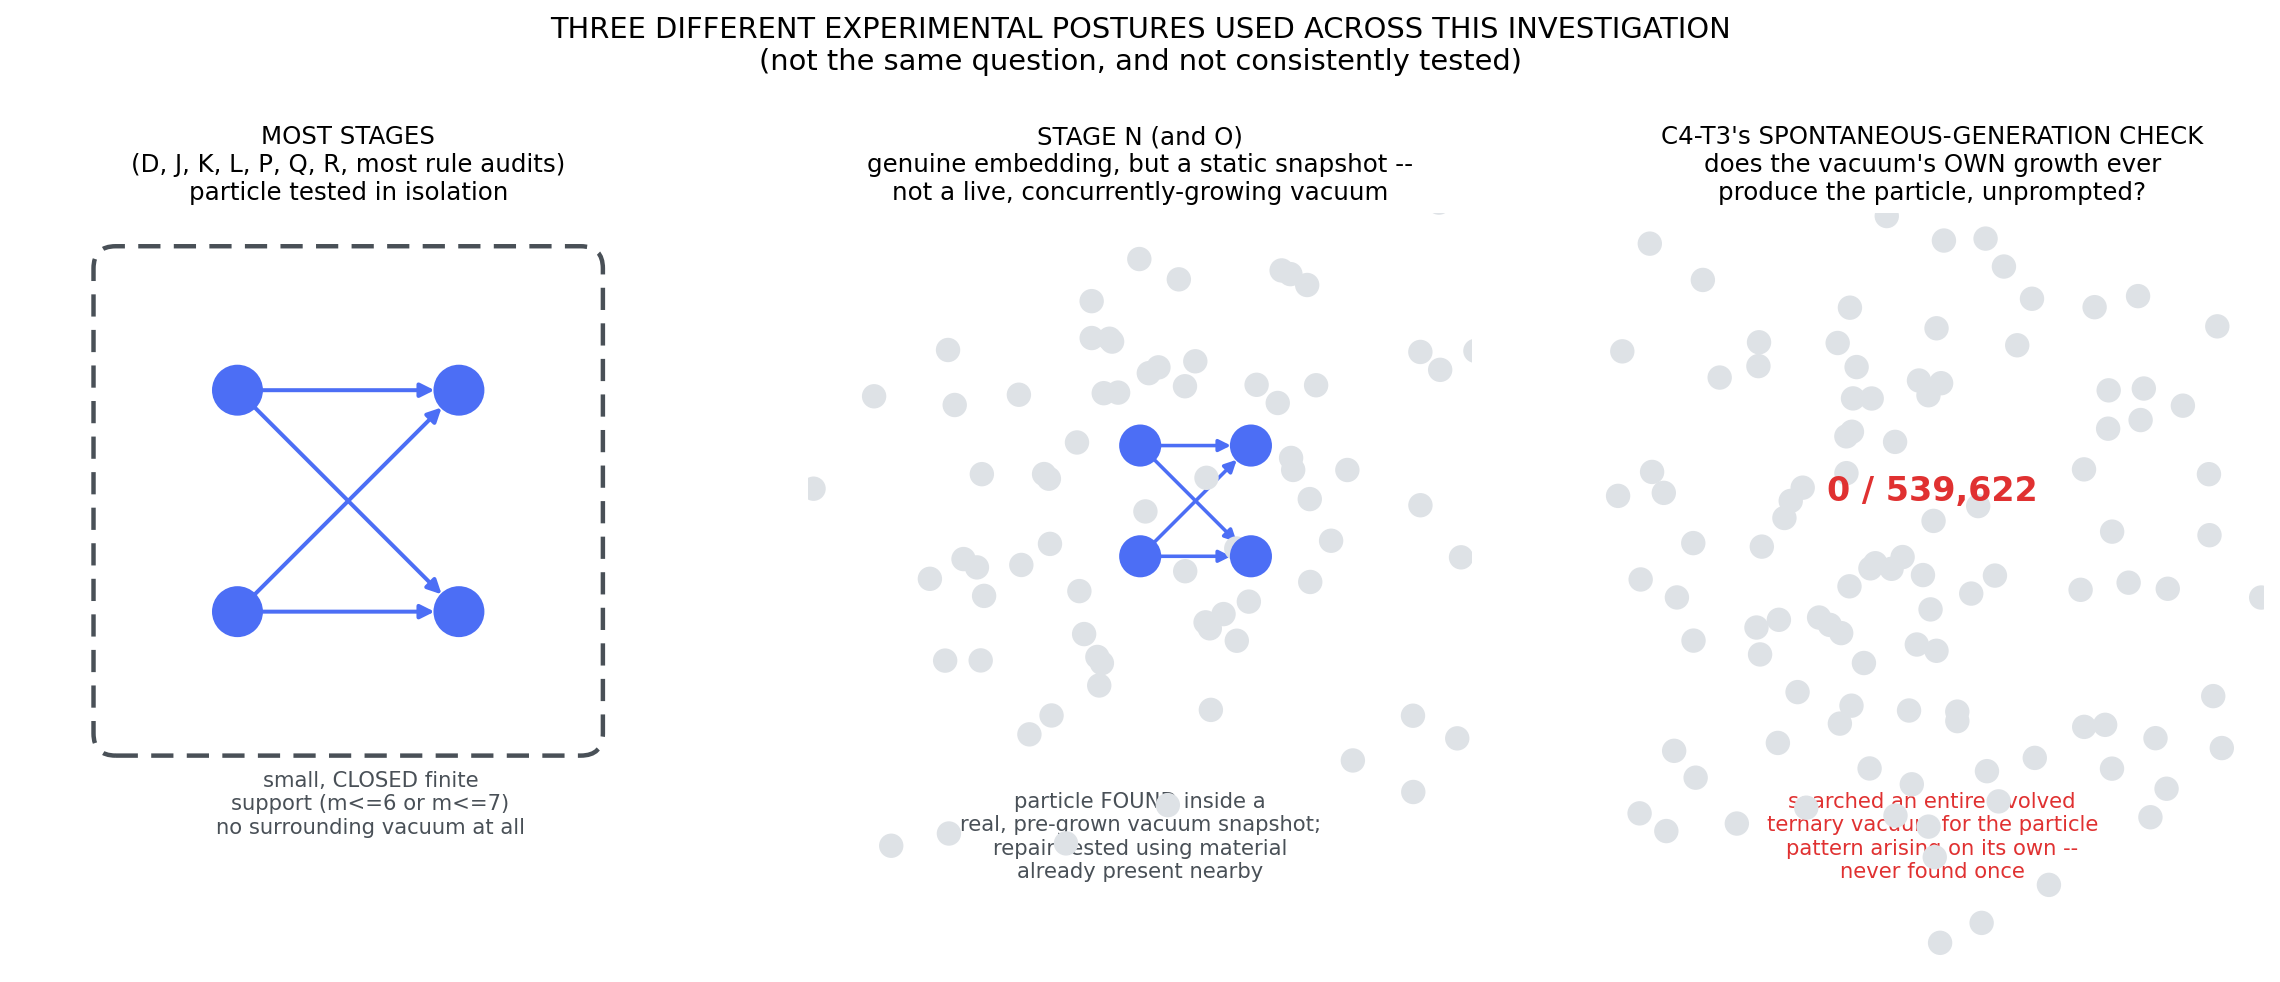 THREE DIFFERENT EXPERIMENTAL POSTURES USED ACROSS THIS INVESTIGATION
(not the same question, and not consistently tested)
MOST STAGES
(D, J, K, L, P, Q, R, most rule audits)
particle tested in isolation
small, CLOSED finite
support (m<=6 or m<=7)
no surrounding vacuum at all
STAGE N (and O)
genuine embedding, but a static snapshot --
not a live, concurrently-growing vacuum
particle FOUND inside a
real, pre-grown vacuum snapshot;
repair tested using material
already present nearby
C4-T3's SPONTANEOUS-GENERATION CHECK
does the vacuum's OWN growth ever
produce the particle, unprompted?
0 / 539,622
searched an entire evolved
ternary vacuum for the particle
pattern arising on its own --
never found once